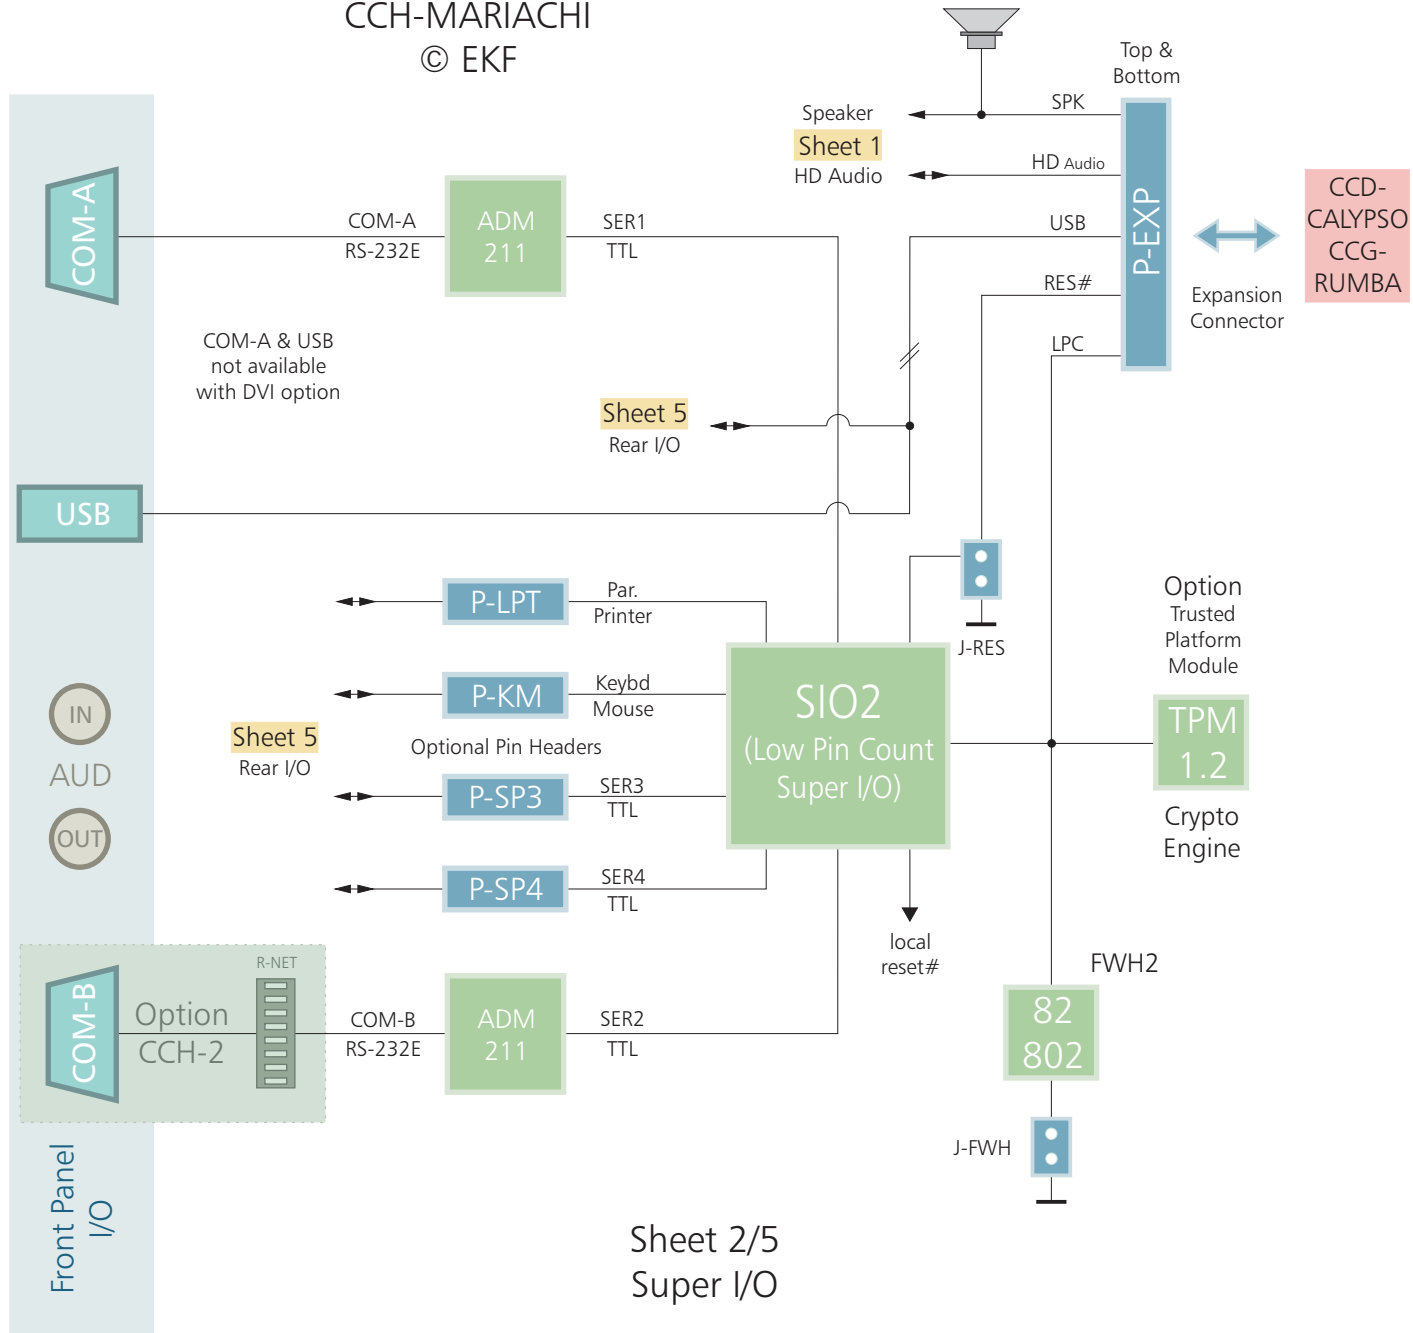 CCH-MARIACHI
© EKF
Top &
Bottom
Speaker
Sheet 1
HD Audio
SPK
HD Audio
USB
RES#
LPC
P-EXP
CCD-
CALYPSO
CCG-
RUMBA
Expansion
Connector
COM-A
COM-A
RS-232E
ADM
211
SER1
TTL
COM-A & USB
not available
with DVI option
Sheet 5
Rear I/O
USB
P-LPT
Par.
Printer
P-KM
Keybd
Mouse
Sheet 5
Rear I/O
Optional Pin Headers
P-SP3
SER3
TTL
P-SP4
SER4
TTL
IN
AUD
OUT
SIO2
(Low Pin Count
Super I/O)
J-RES
Option
Trusted
Platform
Module
TPM
1.2
Crypto
Engine
local
reset#
FWH2
82
802
J-FWH
COM-B
Option
CCH-2
R-NET
COM-B
RS-232E
ADM
211
SER2
TTL
Front Panel
I/O
Sheet 2/5
Super I/O